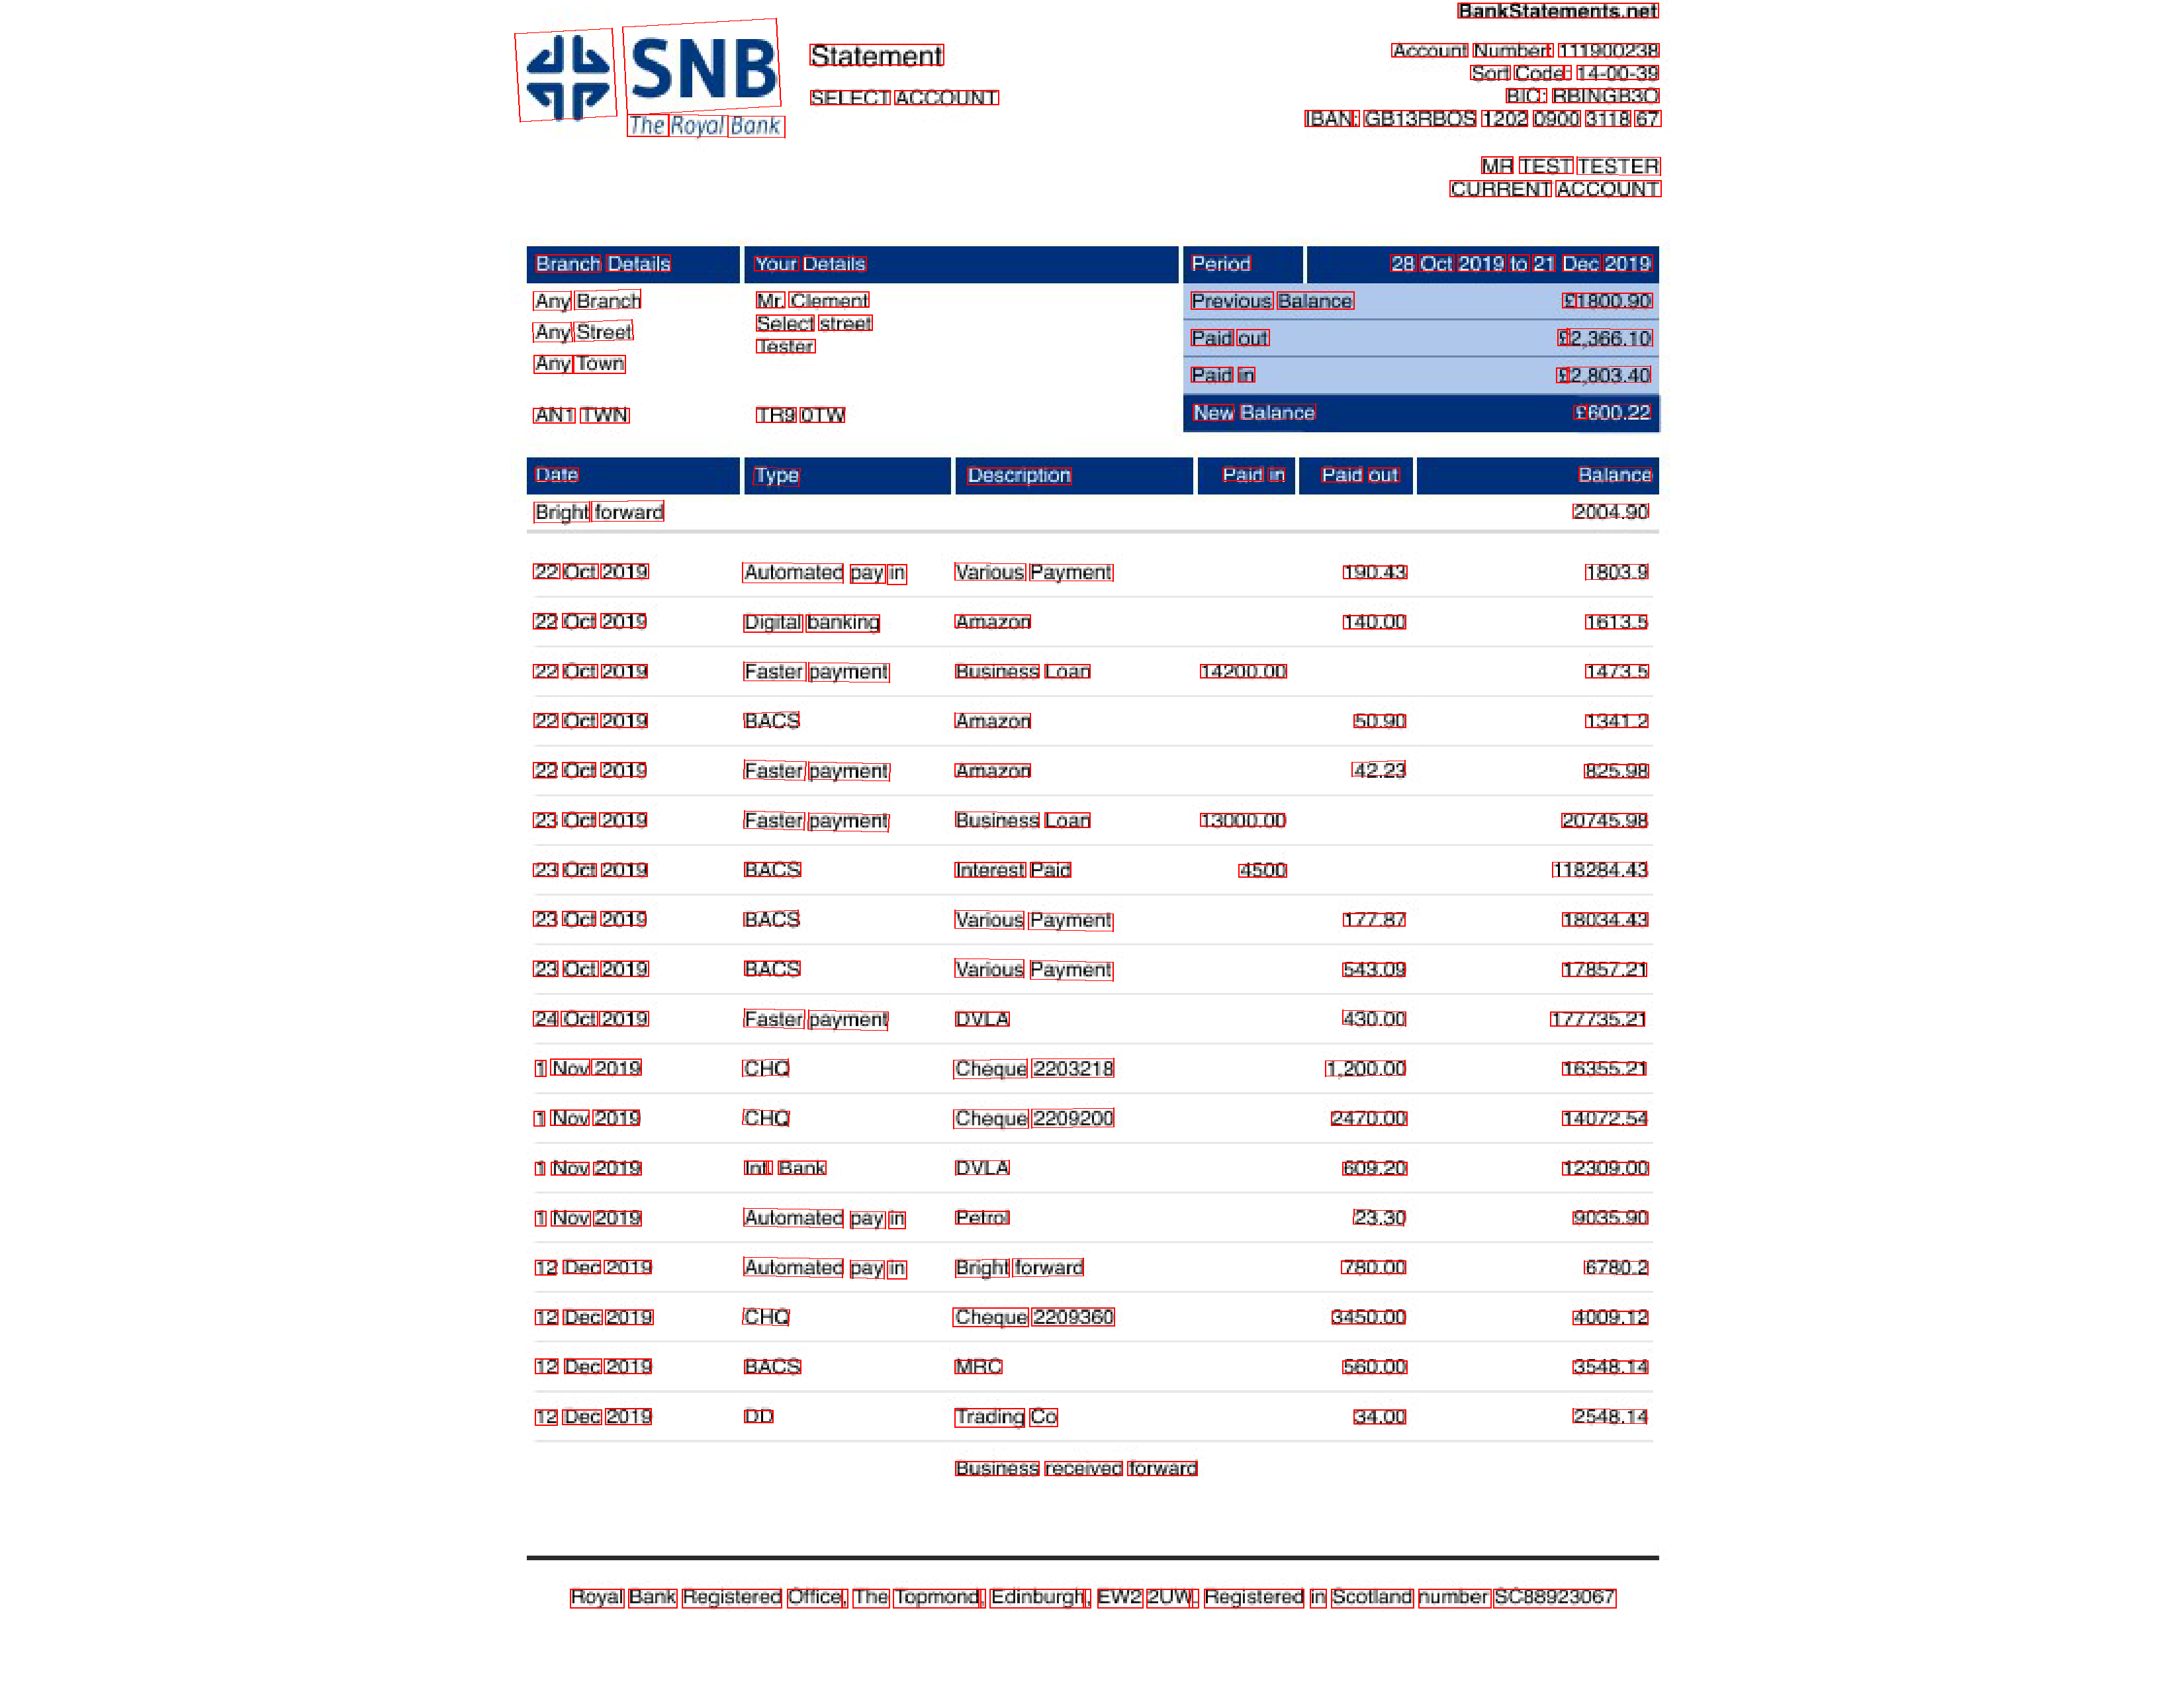 BankStatements.net
SNB
The Royal Bank
Statement
SELECT ACCOUNT
Account Number: 111900238
Sort Code: 14-00-39
BIC: RBINGB3O
IBAN: GB13RBOS 1202 0900 3118 67
MR TEST TESTER
CURRENT ACCOUNT
Branch Details Your Details Period 28 Oct 2019 to 21 Dec 2019
Any Branch Mr. Clement Previous Balance £1800.90
Any Street Select street Paid out £2,366.10
Any Town Tester Paid in £2,803.40
AN1 TWN TR9 0TW New Balance £600.22
Date Type Description Paid in Paid out Balance
Bright forward 2004.90
22 Oct 2019 Automated pay in Various Payment 190.43 1803.9
22 Oct 2019 Digital banking Amazon 140.00 1613.5
22 Oct 2019 Faster payment Business Loan 14200.00 1473.5
22 Oct 2019 BACS Amazon 50.90 1341.2
22 Oct 2019 Faster payment Amazon 42.23 825.98
23 Oct 2019 Faster payment Business Loan 13000.00 20745.98
23 Oct 2019 BACS Interest Paid 4500 118284.43
23 Oct 2019 BACS Various Payment 177.87 18034.43
23 Oct 2019 BACS Various Payment 543.09 17857.21
24 Oct 2019 Faster payment DVLA 430.00 177735.21
1 Nov 2019 CHQ Cheque 2203218 1,200.00 16355.21
1 Nov 2019 CHQ Cheque 2209200 2470.00 14072.54
1 Nov 2019 Intl. Bank DVLA 609.20 12309.00
1 Nov 2019 Automated pay in Petrol 23.30 9035.90
12 Dec 2019 Automated pay in Bright forward 780.00 6780.2
12 Dec 2019 CHQ Cheque 2209360 3450.00 4009.12
12 Dec 2019 BACS MRC 560.00 3548.14
12 Dec 2019 DD Trading Co 34.00 2548.14
Business received forward
Royal Bank Registered Office, The Topmond, Edinburgh, EW2 2UW. Registered in Scotland number SC88923067